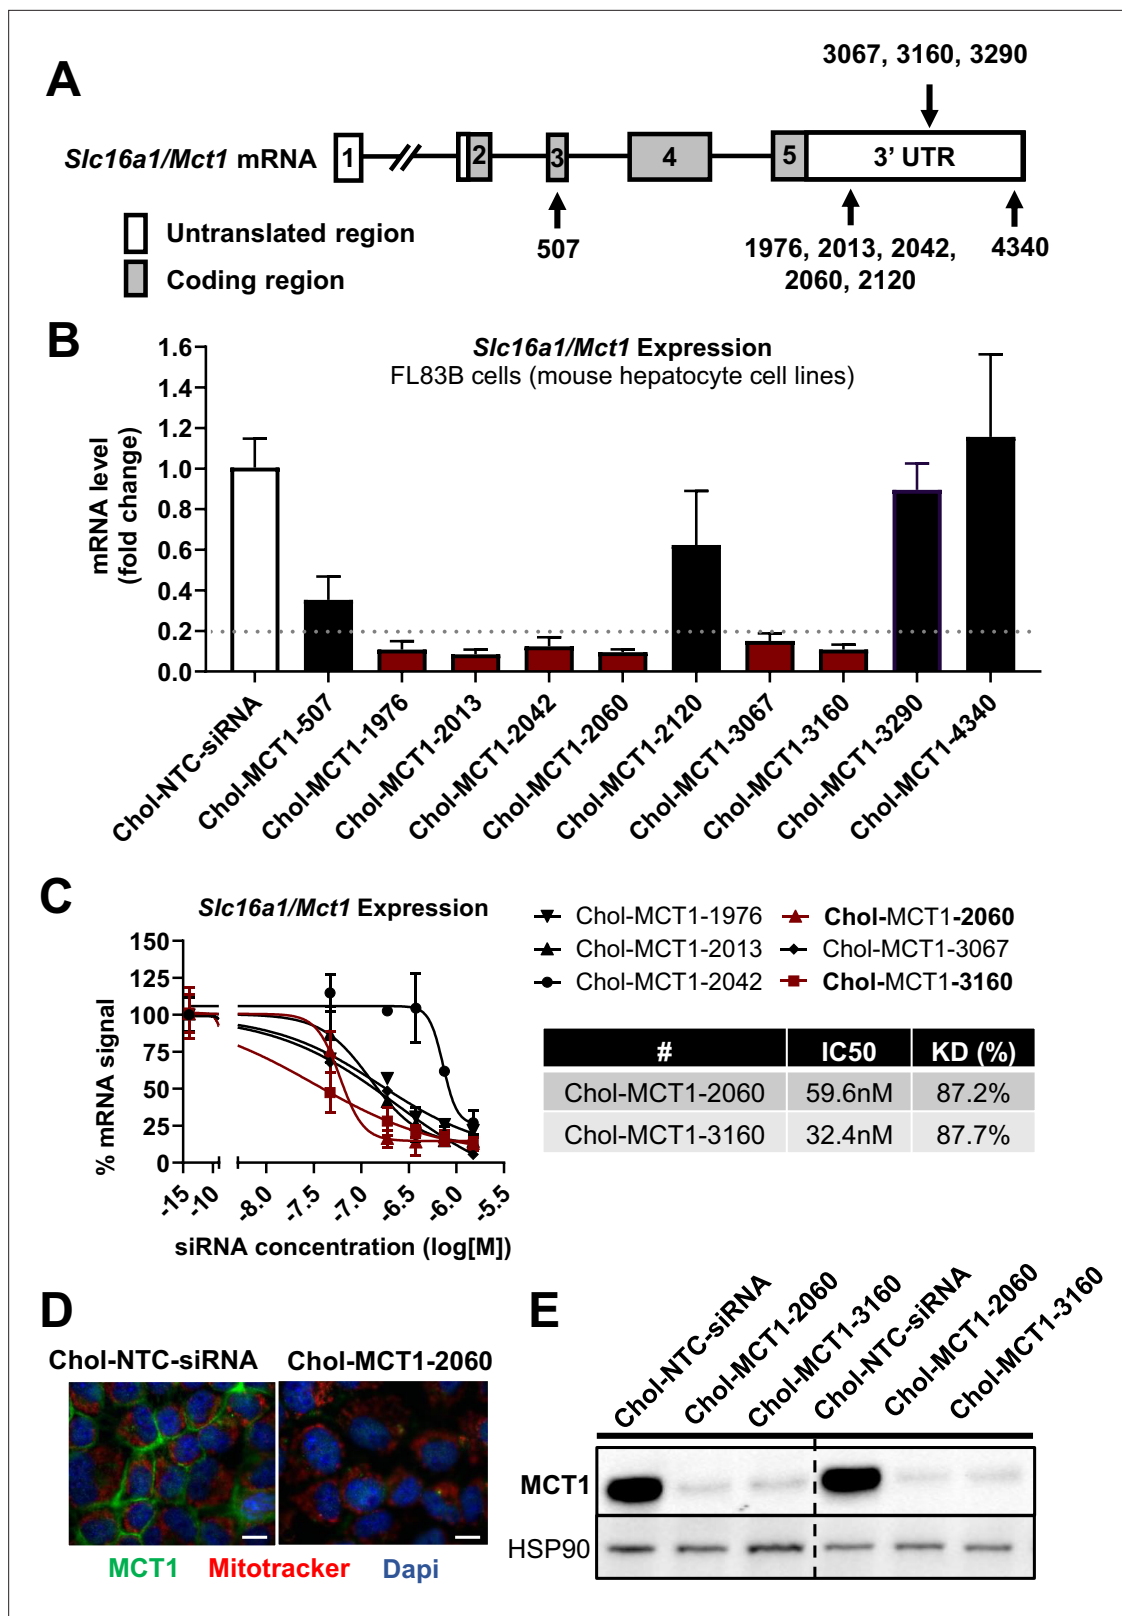 A
3067, 3160, 3290
Slc16a1/Mct1 mRNA
1 2 3 4 5 3' UTR
Untranslated region
Coding region
507
1976, 2013, 2042,
2060, 2120
4340
B
Slc16a1/Mct1 Expression
FL83B cells (mouse hepatocyte cell lines)
mRNA level
(fold change)
1.6
1.4
1.2
1.0
0.8
0.6
0.4
0.2
0.0
Chol-NTC-siRNA
Chol-MCT1-507
Chol-MCT1-1976
Chol-MCT1-2013
Chol-MCT1-2042
Chol-MCT1-2060
Chol-MCT1-2120
Chol-MCT1-3067
Chol-MCT1-3160
Chol-MCT1-3290
Chol-MCT1-4340
C
Slc16a1/Mct1 Expression
% mRNA signal
150
125
100
75
50
25
0
-15 -10 -8.0 -7.5 -7.0 -6.5 -6.0 -5.5
siRNA concentration (log[M])
Chol-MCT1-1976
Chol-MCT1-2013
Chol-MCT1-2042
Chol-MCT1-2060
Chol-MCT1-3067
Chol-MCT1-3160
# IC50 KD (%)
Chol-MCT1-2060 59.6nM 87.2%
Chol-MCT1-3160 32.4nM 87.7%
D
Chol-NTC-siRNA Chol-MCT1-2060
MCT1 Mitotracker Dapi
E
Chol-NTC-siRNA
Chol-MCT1-2060
Chol-MCT1-3160
Chol-NTC-siRNA
Chol-MCT1-2060
Chol-MCT1-3160
MCT1
HSP90